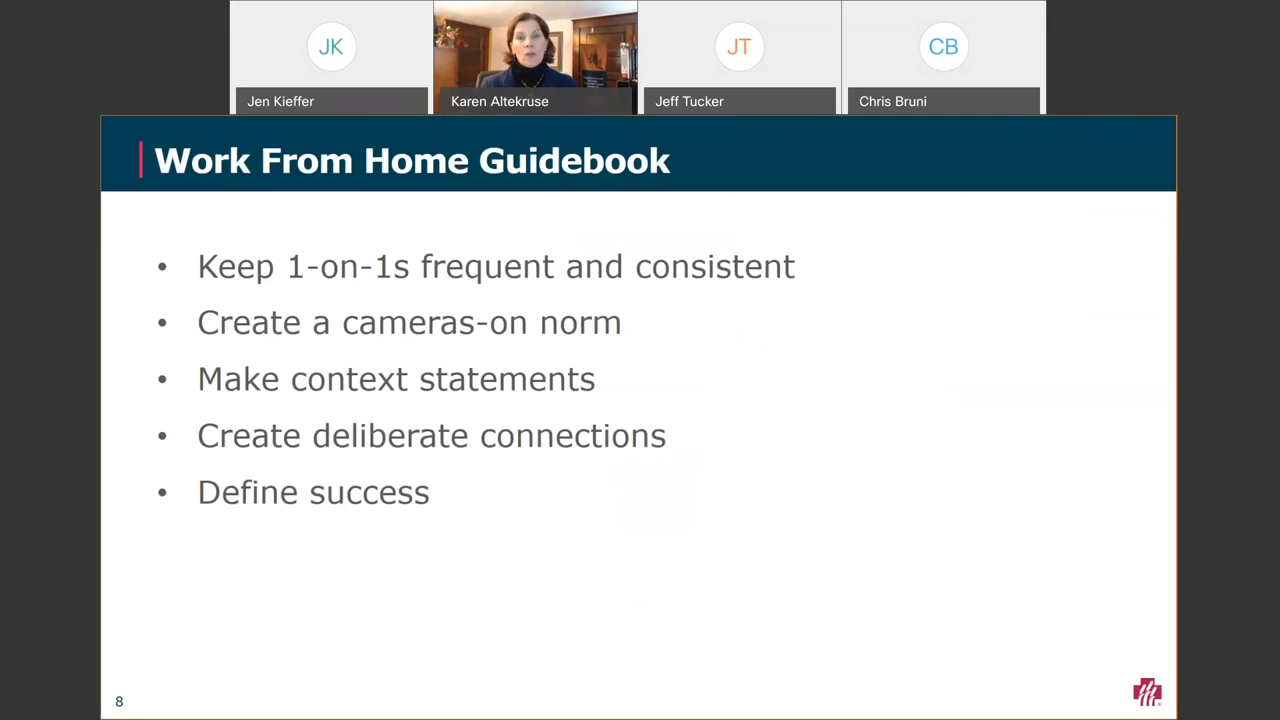 JK
JT
CB
Jen Kieffer
Karen Altekruse
Jeff Tucker
Chris Bruni
Work From Home Guidebook
• Keep 1-on-1s frequent and consistent
• Create a cameras-on norm
• Make context statements
• Create deliberate connections
• Define success
8